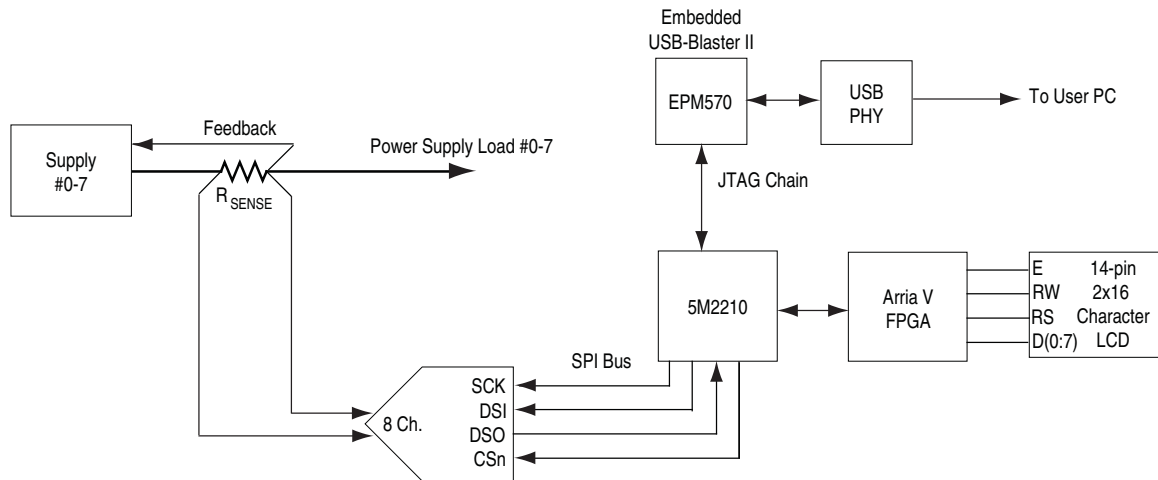 Embedded
USB-Blaster II
EPM570
USB
PHY
To User PC
Feedback
Supply
#0-7
Power Supply Load #0-7
R SENSE
JTAG Chain
5M2210
Arria V
FPGA
E
RW
RS
D(0:7)
14-pin
2x16
Character
LCD
SPI Bus
8 Ch.
SCK
DSI
DSO
CSn